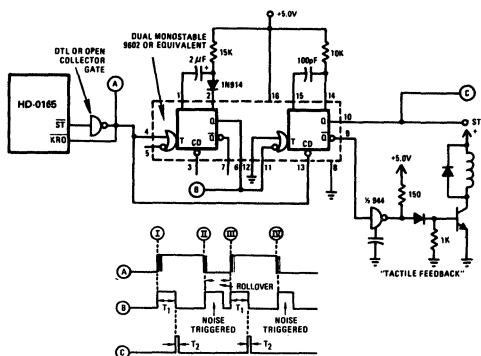 +5.0V
DTL OR OPEN
COLLECTOR
GATE
DUAL MONOSTABLE
9602 OR EQUIVALENT
15K
10K
2µF +
100pF
1N914
A
C
HD-0165
ST
KRO
1 2 16 15 14
10
4
5
T
Q
Q
CD
T
Q
Q
CD
9
3 7 6 12 11 13 8
B
ST
+
+5.0V
150
½ 944
1K
"TACTILE FEEDBACK"
I II III IV
A
ROLLOVER
B
T1
NOISE
TRIGGERED
T1
NOISE
TRIGGERED
C
T2
T2